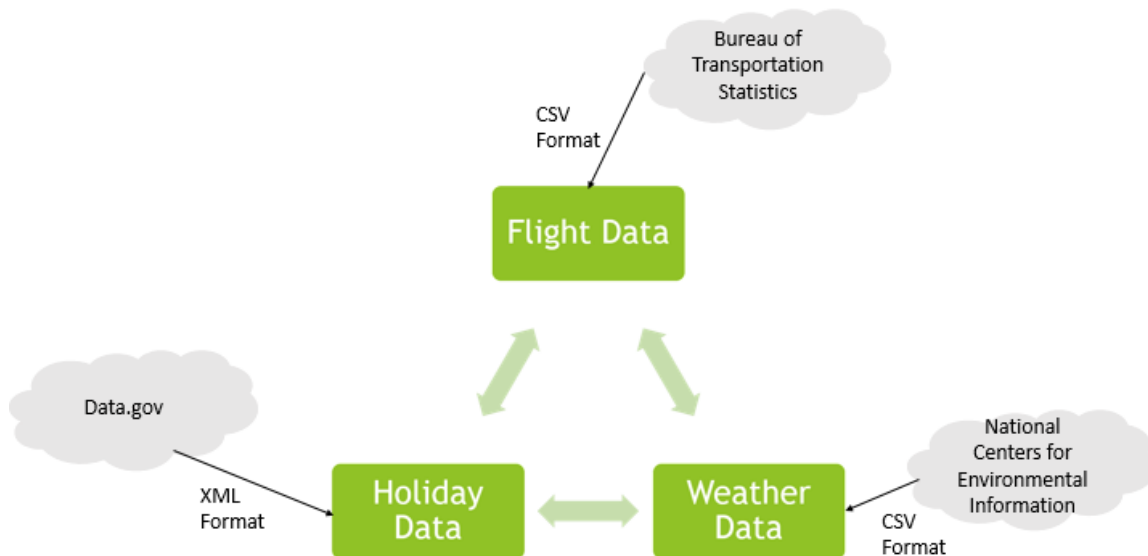 Bureau of
Transportation
Statistics
CSV
Format
Flight Data
Data.gov
XML
Format
Holiday
Data
Weather
Data
National
Centers for
Environmental
Information
CSV
Format